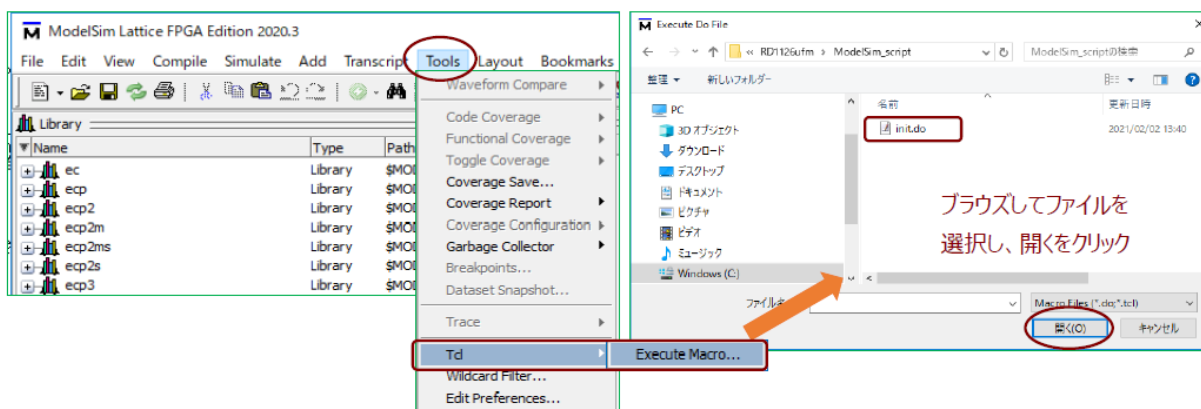 ModelSim Lattice FPGA Edition 2020.3
File Edit View Compile Simulate Add Transcript Tools Layout Bookmarks
Library
Name Type Path
ec Library $MOD
ecp Library $MOD
ecp2 Library $MOD
ecp2m Library $MOD
ecp2ms Library $MOD
ecp2s Library $MOD
ecp3 Library $MOD
Waveform Compare
Code Coverage
Functional Coverage
Toggle Coverage
Coverage Save...
Coverage Report
Coverage Configuration
Garbage Collector
Breakpoints...
Dataset Snapshot...
Trace
Tcl
Execute Macro...
Wildcard Filter...
Edit Preferences...
Execute Do File
« RD1126ufm › ModelSim_script
ModelSim_scriptの検索
整理 新しいフォルダー
PC
3D オブジェクト
ダウンロード
デスクトップ
ドキュメント
ピクチャ
ビデオ
ミュージック
Windows (C:)
名前 更新日時
init.do 2021/02/02 13:40
ブラウズしてファイルを
選択し、開くをクリック
Macro Files (*.do;*.tcl)
開く(O) キャンセル